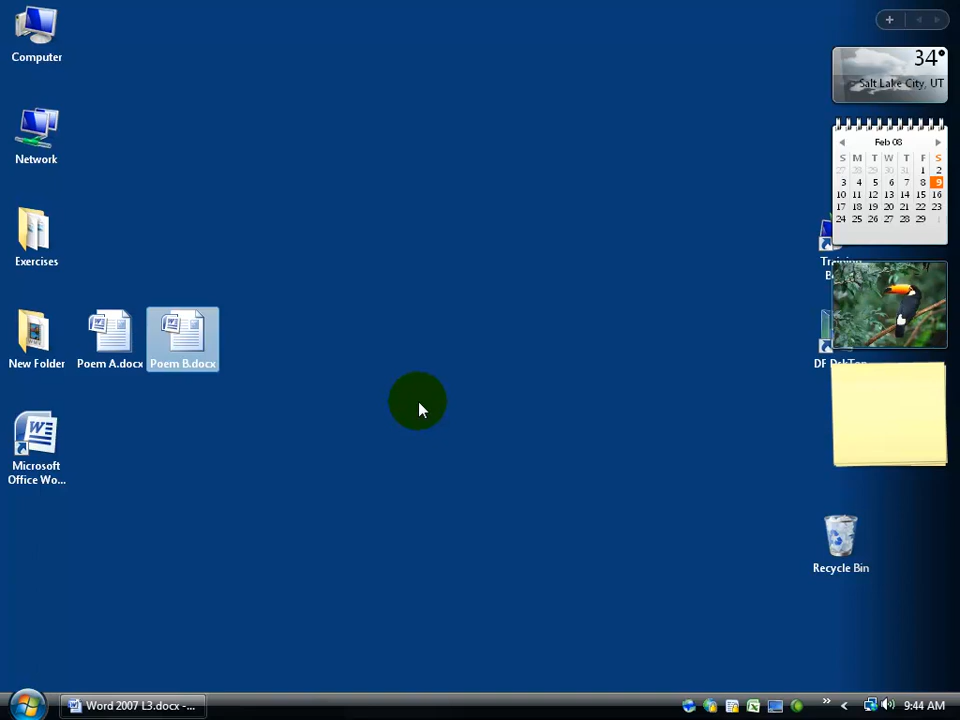 Computer
Network
Exercises
New Folder
Poem A.docx
Poem B.docx
Microsoft
Office Wo...
34°
Salt Lake City, UT
Feb 08
S M T W T F S
27 28 29 30 31 1 2
3 4 5 6 7 8 9
10 11 12 13 14 15 16
17 18 19 20 21 22 23
24 25 26 27 28 29 1
Recycle Bin
Word 2007 L3.docx -...
9:44 AM